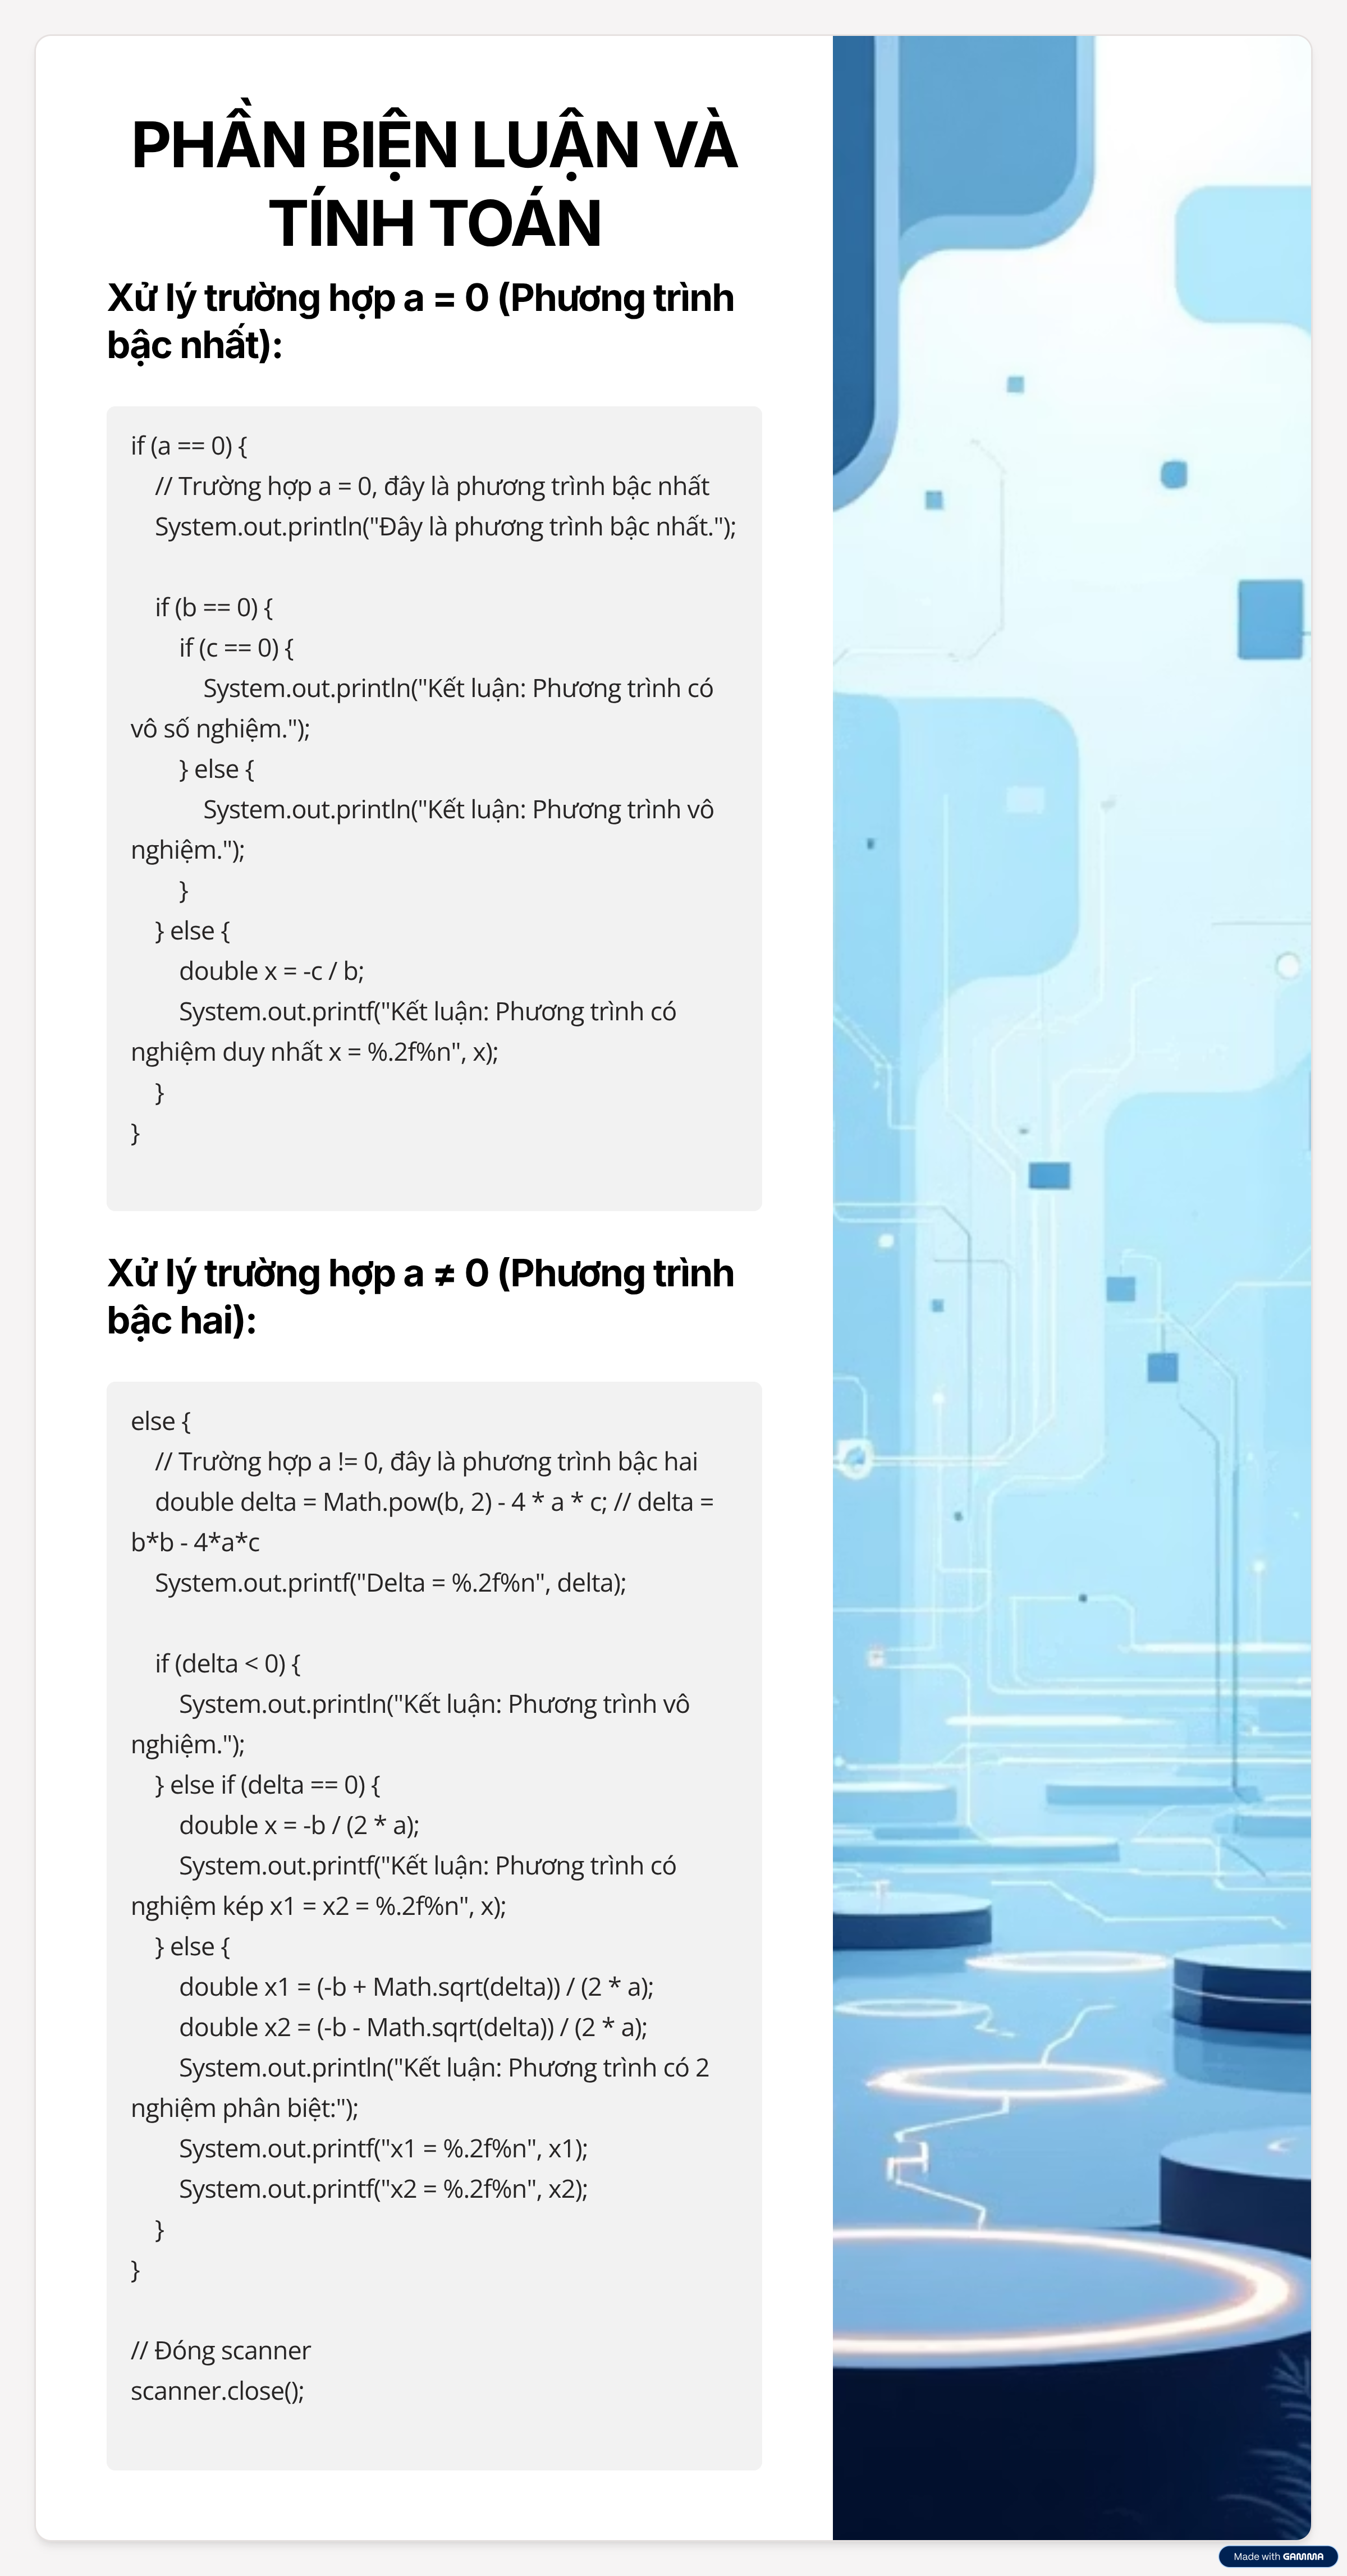 PHẦN BIỆN LUẬN VÀ
TÍNH TOÁN
Xử lý trường hợp a = 0 (Phương trình
bậc nhất):
if (a == 0) {
    // Trường hợp a = 0, đây là phương trình bậc nhất
    System.out.println("Đây là phương trình bậc nhất.");

    if (b == 0) {
        if (c == 0) {
            System.out.println("Kết luận: Phương trình có
vô số nghiệm.");
        } else {
            System.out.println("Kết luận: Phương trình vô
nghiệm.");
        }
    } else {
        double x = -c / b;
        System.out.printf("Kết luận: Phương trình có
nghiệm duy nhất x = %.2f%n", x);
    }
}
Xử lý trường hợp a ≠ 0 (Phương trình
bậc hai):
else {
    // Trường hợp a != 0, đây là phương trình bậc hai
    double delta = Math.pow(b, 2) - 4 * a * c; // delta =
b*b - 4*a*c
    System.out.printf("Delta = %.2f%n", delta);

    if (delta < 0) {
        System.out.println("Kết luận: Phương trình vô
nghiệm.");
    } else if (delta == 0) {
        double x = -b / (2 * a);
        System.out.printf("Kết luận: Phương trình có
nghiệm kép x1 = x2 = %.2f%n", x);
    } else {
        double x1 = (-b + Math.sqrt(delta)) / (2 * a);
        double x2 = (-b - Math.sqrt(delta)) / (2 * a);
        System.out.println("Kết luận: Phương trình có 2
nghiệm phân biệt:");
        System.out.printf("x1 = %.2f%n", x1);
        System.out.printf("x2 = %.2f%n", x2);
    }
}

// Đóng scanner
scanner.close();
Made with GAMMA